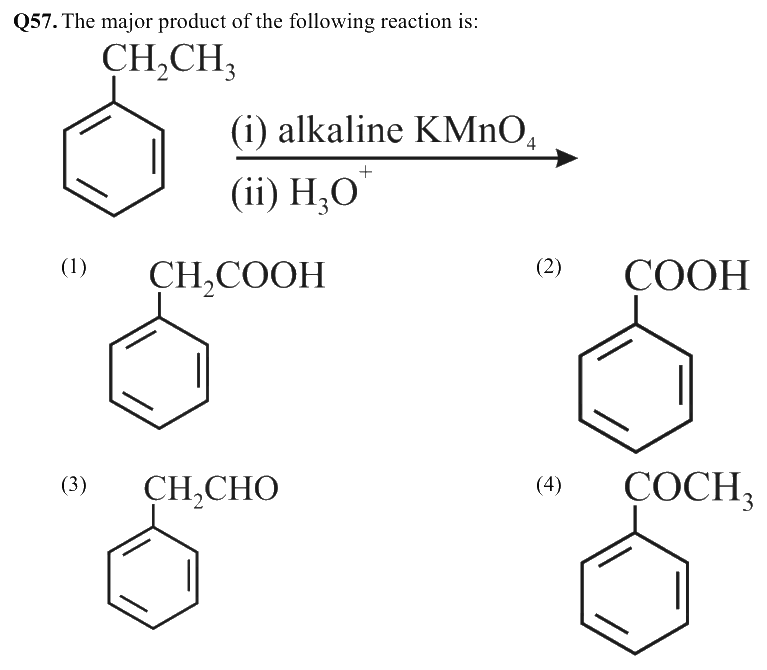 Q57. The major product of the following reaction is:
CH₂CH₃
(i) alkaline KMnO₄
(ii) H₃O⁺
(1) CH₂COOH
(2) COOH
(3) CH₂CHO
(4) COCH₃